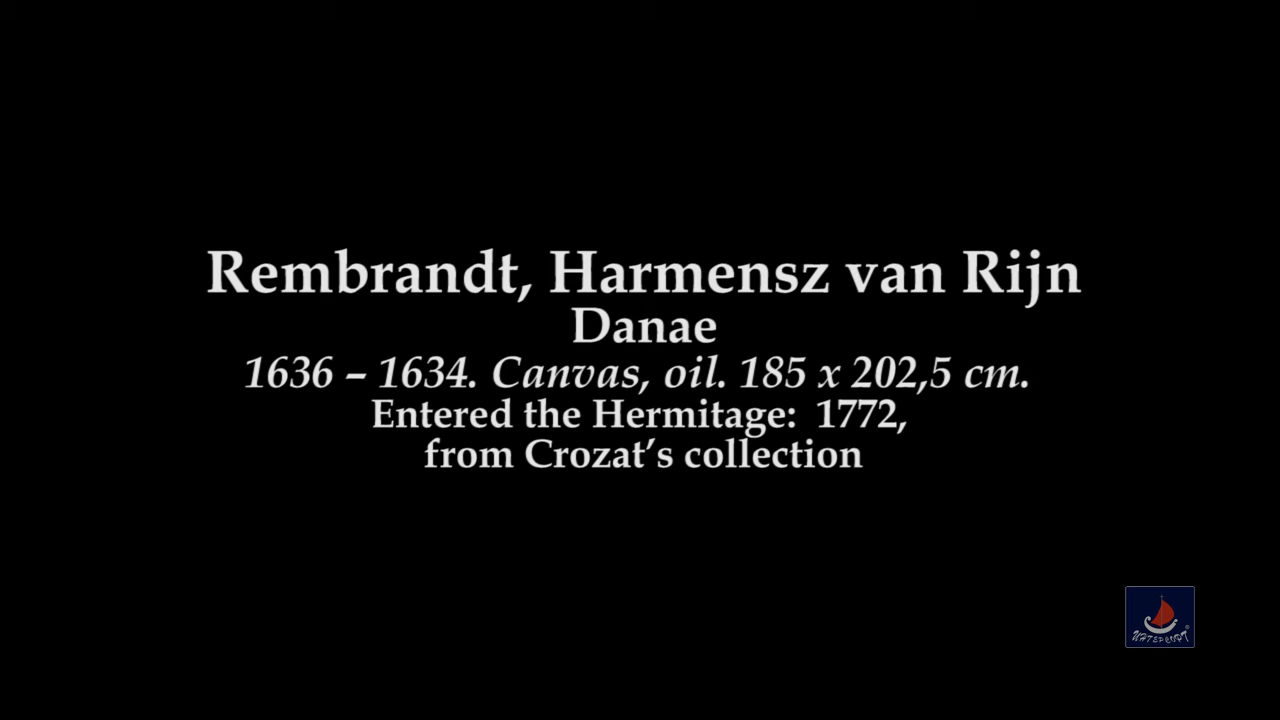 Rembrandt, Harmensz van Rijn
Danae
1636 – 1634. Canvas, oil. 185 x 202,5 cm.
Entered the Hermitage: 1772,
from Crozat’s collection